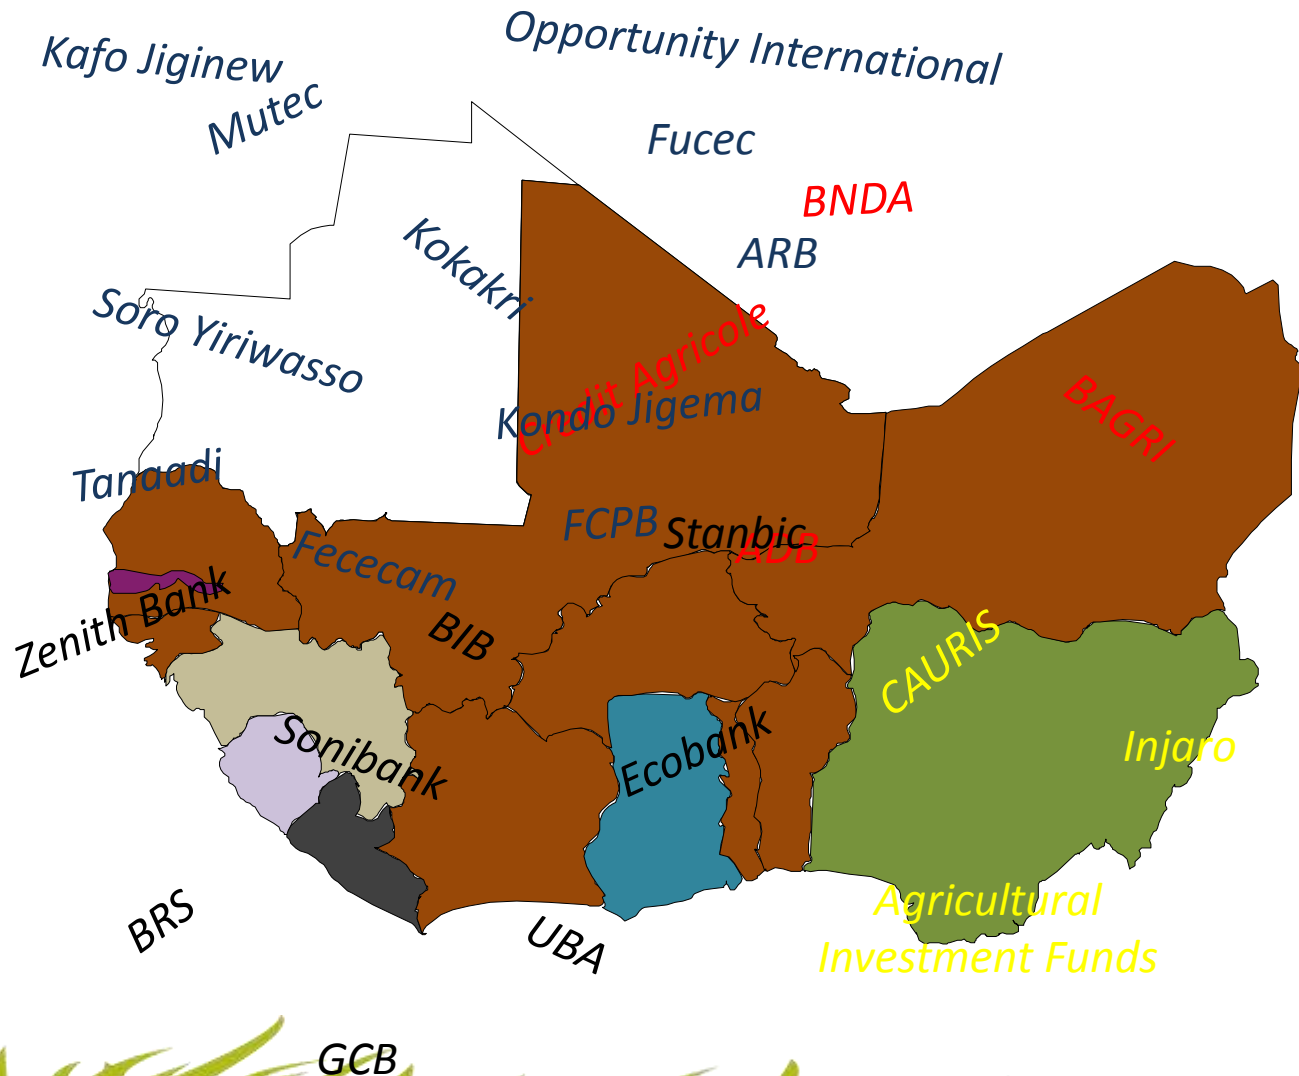 Opportunity International
Kafo Jiginew
Mutec
Fucec
BNDA
ARB
Kokakri
Soro Yiriwasso
Credit Agricole
Kondo Jigema
BAGRI
Tanaadi
FCPB
Stanbic
ADB
Fececam
Zenith Bank
BIB
CAURIS
Sonibank
Ecobank
Injaro
BRS
UBA
Agricultural
Investment Funds
GCB